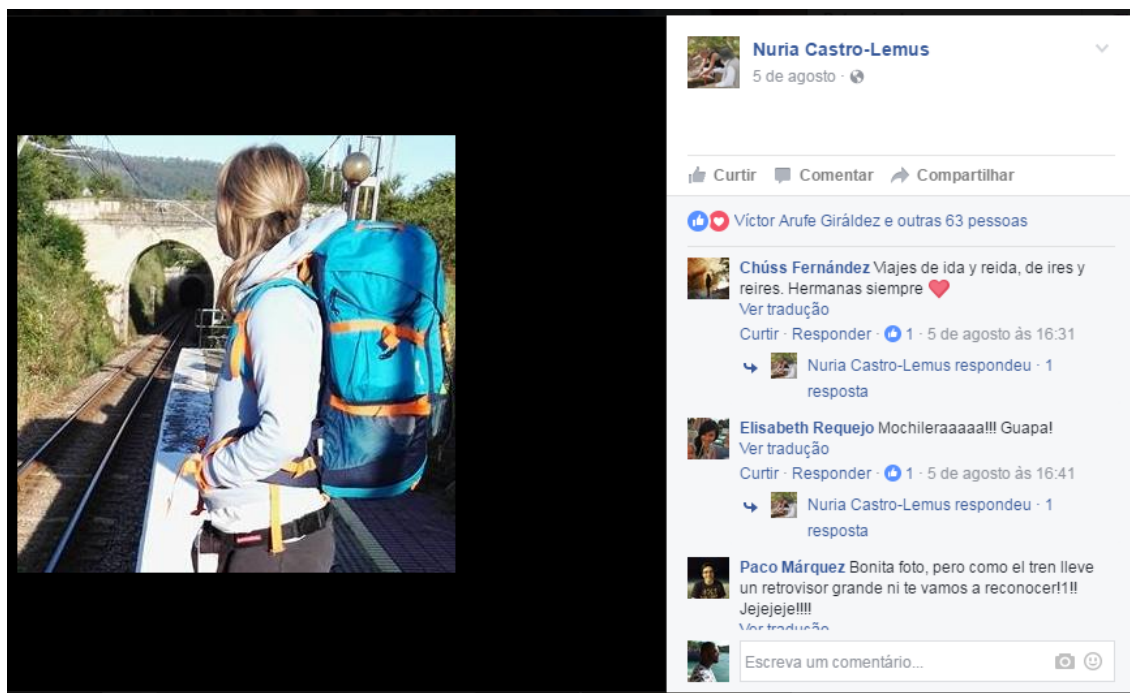 Nuria Castro-Lemus
5 de agosto ·
Curtir Comentar Compartilhar
Víctor Arufe Giráldez e outras 63 pessoas
Chúss Fernández Viajes de ida y reida, de ires y
reires. Hermanas siempre
Ver tradução
Curtir · Responder · 1 · 5 de agosto às 16:31
Nuria Castro-Lemus respondeu · 1
resposta
Elisabeth Requejo Mochileraaaaa!!! Guapa!
Ver tradução
Curtir · Responder · 1 · 5 de agosto às 16:41
Nuria Castro-Lemus respondeu · 1
resposta
Paco Márquez Bonita foto, pero como el tren lleve
un retrovisor grande ni te vamos a reconocer!1!!
Jejejeje!!!!
Ver tradução
Escreva um comentário...